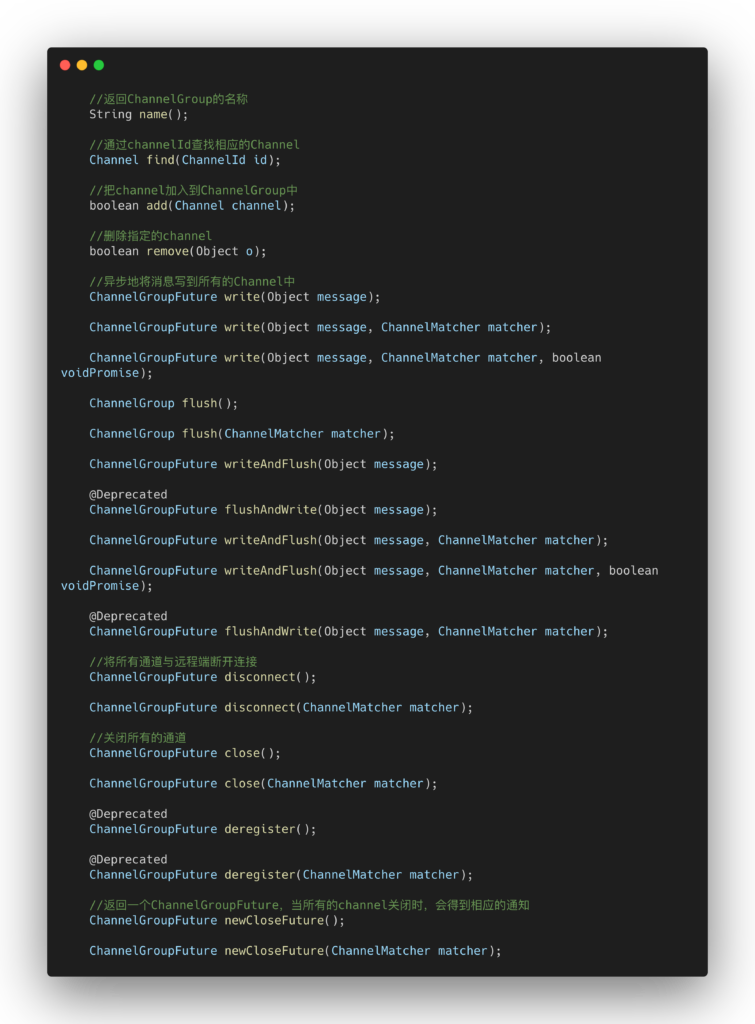 //返回ChannelGroup的名称
String name();
//通过channelId查找相应的Channel
Channel find(ChannelId id);
//把channel加入到ChannelGroup中
boolean add(Channel channel);
//删除指定的channel
boolean remove(Object o);
//异步地将消息写到所有的Channel中
ChannelGroupFuture write(Object message);
ChannelGroupFuture write(Object message, ChannelMatcher matcher);
ChannelGroupFuture write(Object message, ChannelMatcher matcher, boolean
voidPromise);
ChannelGroup flush();
ChannelGroup flush(ChannelMatcher matcher);
ChannelGroupFuture writeAndFlush(Object message);
@Deprecated
ChannelGroupFuture flushAndWrite(Object message);
ChannelGroupFuture writeAndFlush(Object message, ChannelMatcher matcher);
ChannelGroupFuture writeAndFlush(Object message, ChannelMatcher matcher, boolean
voidPromise);
@Deprecated
ChannelGroupFuture flushAndWrite(Object message, ChannelMatcher matcher);
//将所有通道与远程端断开连接
ChannelGroupFuture disconnect();
ChannelGroupFuture disconnect(ChannelMatcher matcher);
//关闭所有的通道
ChannelGroupFuture close();
ChannelGroupFuture close(ChannelMatcher matcher);
@Deprecated
ChannelGroupFuture deregister();
@Deprecated
ChannelGroupFuture deregister(ChannelMatcher matcher);
//返回一个ChannelGroupFuture，当所有的channel关闭时，会得到相应的通知
ChannelGroupFuture newCloseFuture();
ChannelGroupFuture newCloseFuture(ChannelMatcher matcher);